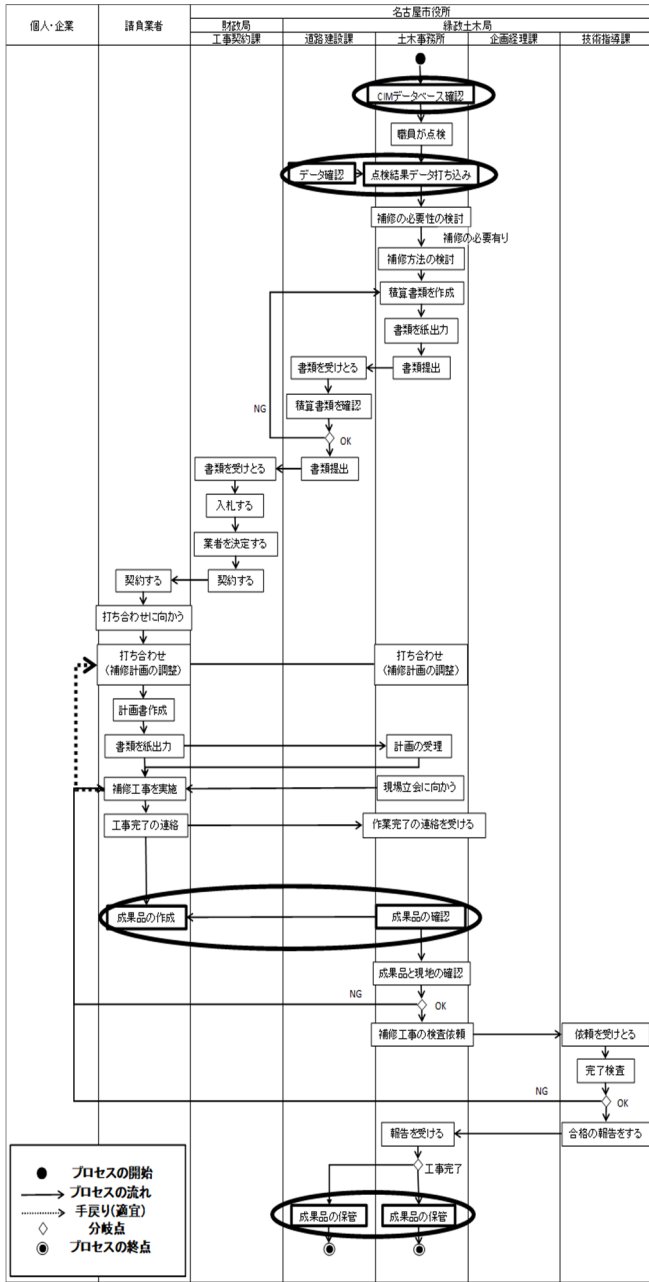 名古屋市役所
個人・企業
請負業者
財政局
緑政土木局
工事契約課
道路建設課
土木事務所
企画経理課
技術指導課
CIMデータベース確認
職員が点検
データ確認
点検結果データ打ち込み
補修の必要性の検討
補修の必要有り
補修方法の検討
積算書類を作成
書類を紙出力
書類を受けとる
書類提出
積算書類を確認
NG
OK
書類を受けとる
書類提出
入札する
業者を決定する
契約する
契約する
打ち合わせに向かう
打ち合わせ
(補修計画の調整)
打ち合わせ
(補修計画の調整)
計画書作成
書類を紙出力
計画の受理
補修工事を実施
現場立会に向かう
工事完了の連絡
作業完了の連絡を受ける
成果品の作成
成果品の確認
成果品と現地の確認
NG
OK
補修工事の検査依頼
依頼を受けとる
完了検査
NG
OK
報告を受ける
合格の報告をする
工事完了
成果品の保管
成果品の保管
プロセスの開始
プロセスの流れ
手戻り(適宜)
分岐点
プロセスの終点